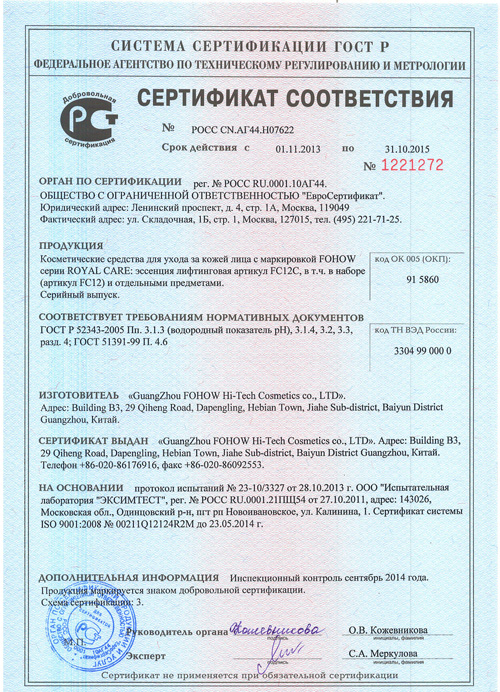 СИСТЕМА СЕРТИФИКАЦИИ ГОСТ Р
ФЕДЕРАЛЬНОЕ АГЕНТСТВО ПО ТЕХНИЧЕСКОМУ РЕГУЛИРОВАНИЮ И МЕТРОЛОГИИ
Добровольная
сертификация
СЕРТИФИКАТ СООТВЕТСТВИЯ
№ РОСС CN.АГ44.Н07622
Срок действия с 01.11.2013 по 31.10.2015
№ 1221272
ОРГАН ПО СЕРТИФИКАЦИИ рег. № РОСС RU.0001.10АГ44.
ОБЩЕСТВО С ОГРАНИЧЕННОЙ ОТВЕТСТВЕННОСТЬЮ "ЕвроСертификат".
Юридический адрес: Ленинский проспект, д. 4, стр. 1А, Москва, 119049
Фактический адрес: ул. Складочная, 1Б, стр. 1, Москва, 127015, тел. (495) 221-71-25.
ПРОДУКЦИЯ
Косметические средства для ухода за кожей лица с маркировкой FOHOW
серии ROYAL CARE: эссенция лифтинговая артикул FC12C, в т.ч. в наборе
(артикул FC12) и отдельными предметами.
Серийный выпуск.
код ОК 005 (ОКП):
91 5860
СООТВЕТСТВУЕТ ТРЕБОВАНИЯМ НОРМАТИВНЫХ ДОКУМЕНТОВ
ГОСТ Р 52343-2005 Пп. 3.1.3 (водородный показатель pH), 3.1.4, 3.2, 3.3,
разд. 4; ГОСТ 51391-99 П. 4.6
код ТН ВЭД России:
3304 99 000 0
ИЗГОТОВИТЕЛЬ «GuangZhou FOHOW Hi-Tech Cosmetics co., LTD».
Адрес: Building B3, 29 Qiheng Road, Dapengling, Hebian Town, Jiahe Sub-district, Baiyun District
Guangzhou, Китай.
СЕРТИФИКАТ ВЫДАН «GuangZhou FOHOW Hi-Tech Cosmetics co., LTD». Адрес: Building B3,
29 Qiheng Road, Dapengling, Hebian Town, Jiahe Sub-district, Baiyun District Guangzhou, Китай.
Телефон +86-020-86176916, факс +86-020-86092553.
НА ОСНОВАНИИ протокол испытаний № 23-10/3327 от 28.10.2013 г. ООО "Испытательная
лаборатория "ЭКСИМТЕСТ", рег. № РОСС RU.0001.21ПЩ54 от 27.10.2011, адрес: 143026,
Московская обл., Одинцовский р-н, пгт рп Новоивановское, ул. Калинина, 1. Сертификат системы
ISO 9001:2008 № 00211Q12124R2M до 23.05.2014 г.
ДОПОЛНИТЕЛЬНАЯ ИНФОРМАЦИЯ Инспекционный контроль сентябрь 2014 года.
Продукция маркируется знаком добровольной сертификации.
Схема сертификации: 3.
М.П.
Руководитель органа
подпись
О.В. Кожевникова
инициалы, фамилия
Эксперт
подпись
С.А. Меркулова
инициалы, фамилия
Сертификат не применяется при обязательной сертификации